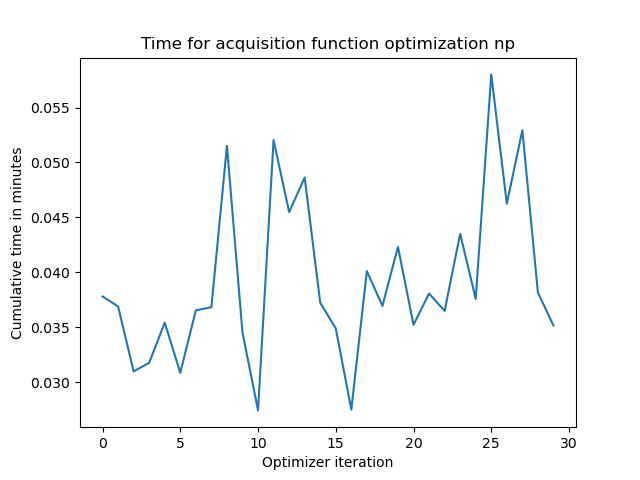 Time for acquisition function optimization np
Cumulative time in minutes
0.055
0.050
0.045
0.040
0.035
0.030
0 5 10 15 20 25 30
Optimizer iteration